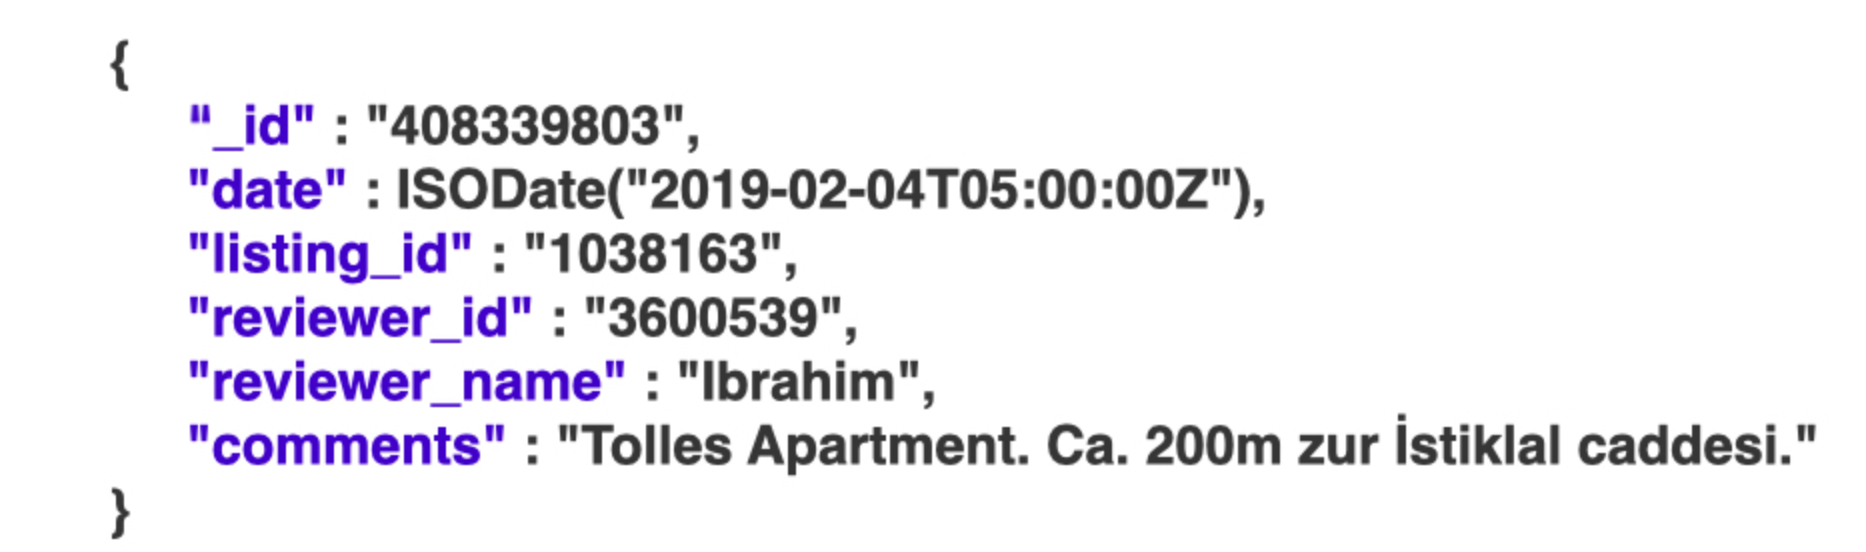 {
“_id" : "408339803",
"date" : ISODate("2019-02-04T05:00:00Z"),
"listing_id" : "1038163",
"reviewer_id" : "3600539",
"reviewer_name" : "Ibrahim",
"comments" : "Tolles Apartment. Ca. 200m zur İstiklal caddesi."
}